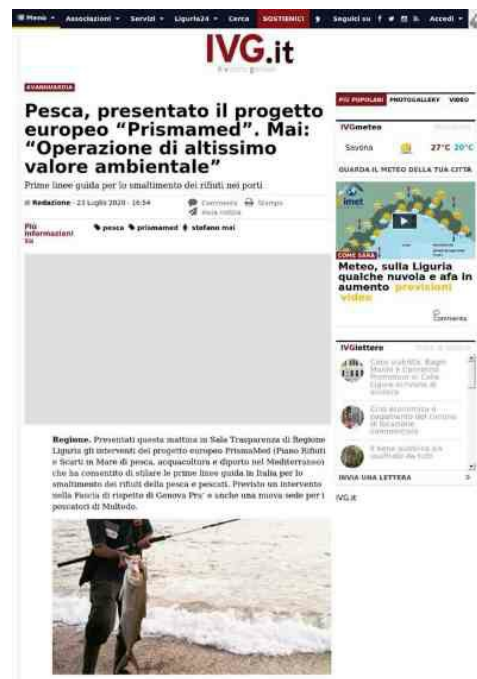 Menù Associazioni Servizi Liguria24 Cerca SOSTIENICI Seguici su Accedi
IVG.it
AVANGUARDIA
Pesca, presentato il progetto
europeo “Prismamed”. Mai:
“Operazione di altissimo
valore ambientale”
Prime linee guida per lo smaltimento dei rifiuti nei porti
di Redazione - 23 Luglio 2020 - 16:54
Commenta Stampa
Invia notizia
Più
informazioni
su
pesca prismamed stefano mai
Regione. Presentati questa mattina in Sala Trasparenza di Regione
Liguria gli interventi del progetto europeo PrismaMed (Piano Rifiuti
e Scarti in Mare di pesca, acquacoltura e diporto nel Mediterraneo)
che ha consentito di stilare le prime linee guida in Italia per lo
smaltimento dei rifiuti della pesca e pescati. Previsto un intervento
nella Fascia di rispetto di Genova Pra’ e anche una nuova sede per i
pescatori di Multedo.
PIÙ POPOLARI PHOTOGALLERY VIDEO
IVGmeteo
Savona 27°C 20°C
GUARDA IL METEO DELLA TUA CITTÀ
imet
COME SARÀ
Meteo, sulla Liguria
qualche nuvola e afa in
aumento previsioni
video
Commenta
IVGlettere
INVIA UNA LETTERA
IVG.it